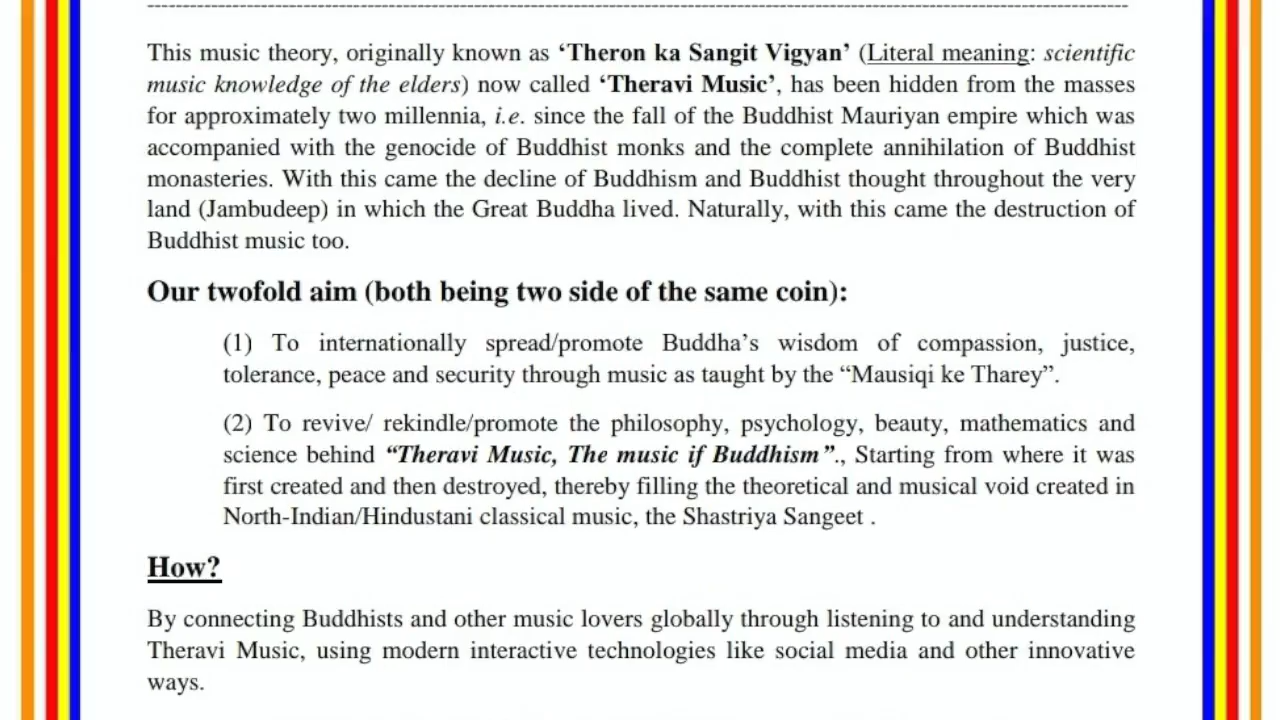 This music theory, originally known as ‘Theron ka Sangit Vigyan’ (Literal meaning: scientific
music knowledge of the elders) now called ‘Theravi Music’, has been hidden from the masses
for approximately two millennia, i.e. since the fall of the Buddhist Mauriyan empire which was
accompanied with the genocide of Buddhist monks and the complete annihilation of Buddhist
monasteries. With this came the decline of Buddhism and Buddhist thought throughout the very
land (Jambudeep) in which the Great Buddha lived. Naturally, with this came the destruction of
Buddhist music too.
Our twofold aim (both being two side of the same coin):
(1) To internationally spread/promote Buddha’s wisdom of compassion, justice,
tolerance, peace and security through music as taught by the “Mausiqi ke Tharey”.
(2) To revive/ rekindle/promote the philosophy, psychology, beauty, mathematics and
science behind “Theravi Music, The music if Buddhism”., Starting from where it was
first created and then destroyed, thereby filling the theoretical and musical void created in
North-Indian/Hindustani classical music, the Shastriya Sangeet .
How?
By connecting Buddhists and other music lovers globally through listening to and understanding
Theravi Music, using modern interactive technologies like social media and other innovative
ways.